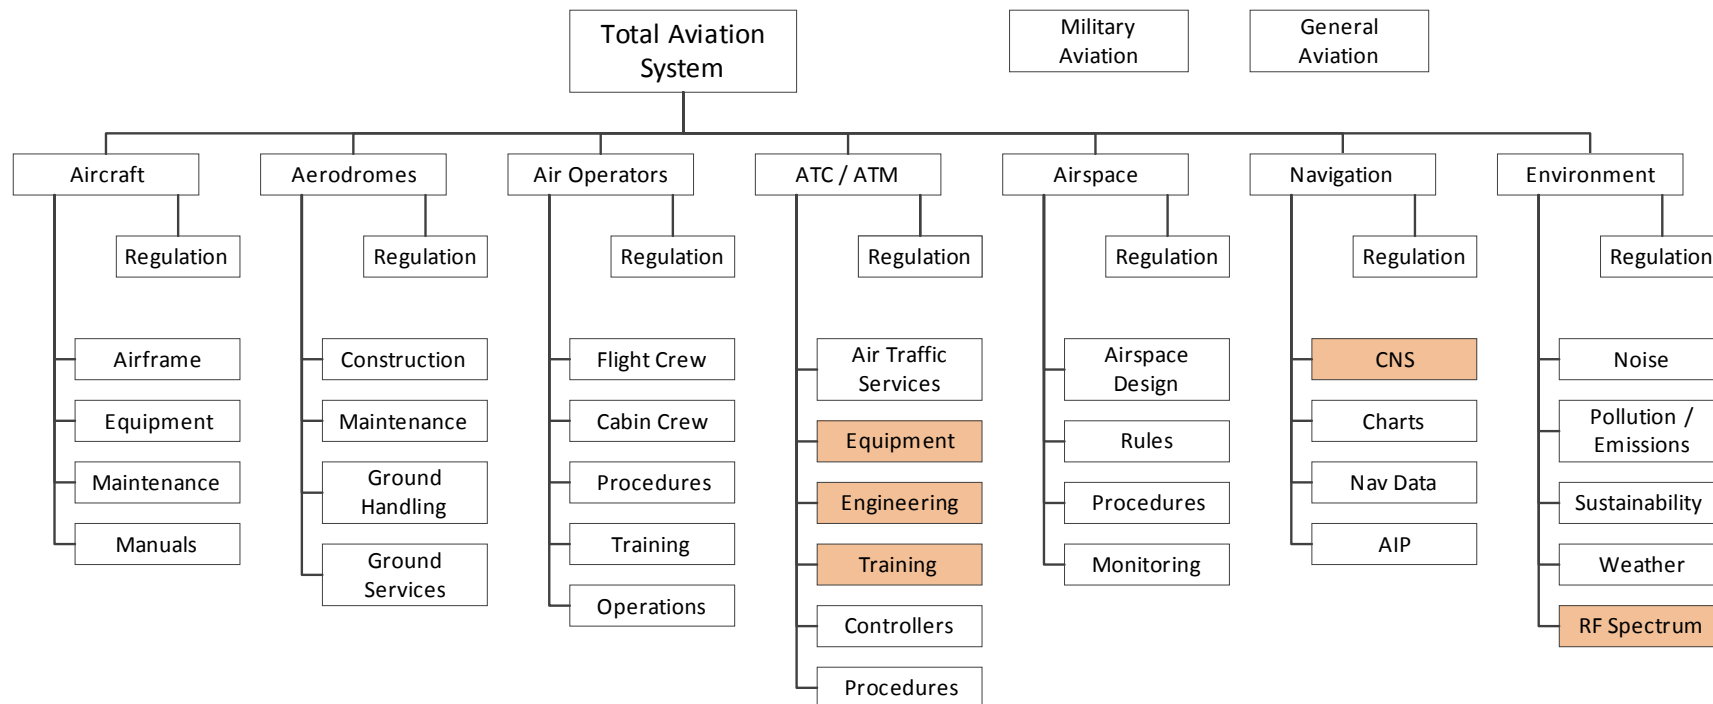 Total Aviation
System
Military
Aviation
General
Aviation
Aircraft
Aerodromes
Air Operators
ATC / ATM
Airspace
Navigation
Environment
Regulation
Regulation
Regulation
Regulation
Regulation
Regulation
Regulation
Airframe
Equipment
Maintenance
Manuals
Construction
Maintenance
Ground
Handling
Ground
Services
Flight Crew
Cabin Crew
Procedures
Training
Operations
Air Traffic
Services
Equipment
Engineering
Training
Controllers
Procedures
Airspace
Design
Rules
Procedures
Monitoring
CNS
Charts
Nav Data
AIP
Noise
Pollution /
Emissions
Sustainability
Weather
RF Spectrum